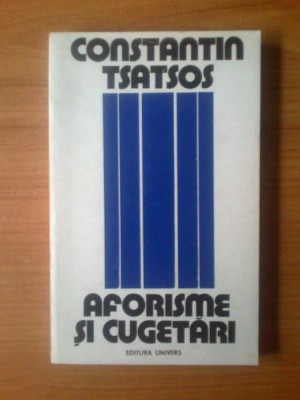 CONSTANTIN
TSATSOS
AFORISME
ȘI CUGETĂRI
EDITURA UNIVERS